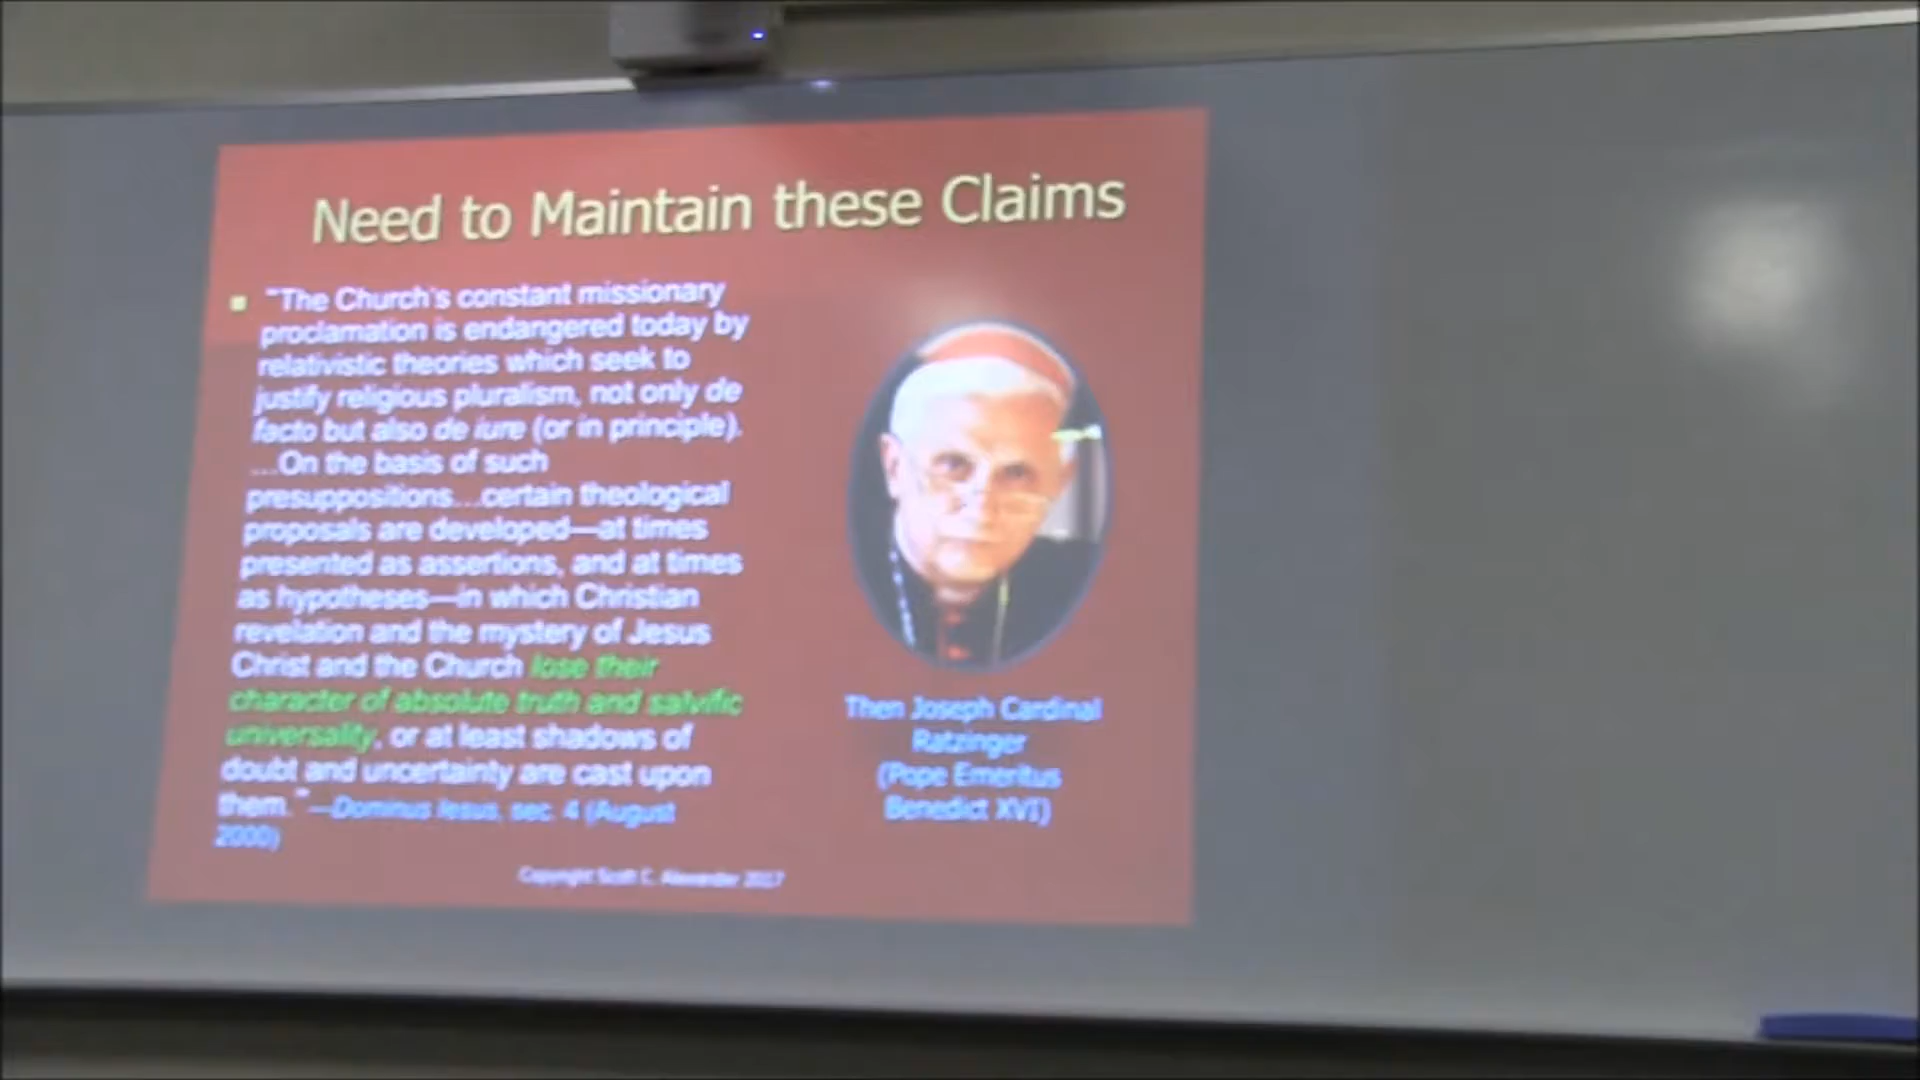 Need to Maintain these Claims
"The Church's constant missionary
proclamation is endangered today by
relativistic theories which seek to
justify religious pluralism, not only de
facto but also de iure (or in principle).
…On the basis of such
presuppositions…certain theological
proposals are developed—at times
presented as assertions, and at times
as hypotheses—in which Christian
revelation and the mystery of Jesus
Christ and the Church lose their
character of absolute truth and salvific
universality, or at least shadows of
doubt and uncertainty are cast upon
them."—Dominus Iesus, sec. 4 (August
2000)
Then Joseph Cardinal
Ratzinger
(Pope Emeritus
Benedict XVI)
Copyright Scott C. Alexander 2017